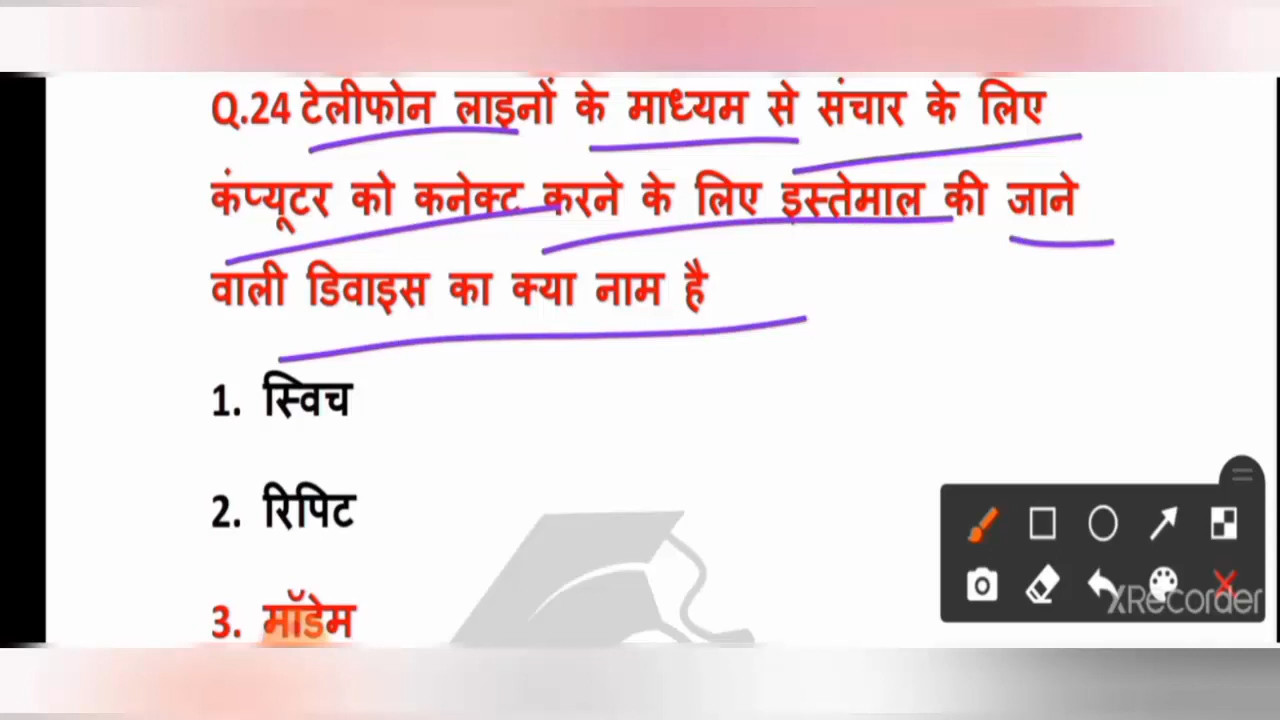 Q.24 टेलीफोन लाइनों के माध्यम से संचार के लिए
कंप्यूटर को कनेक्ट करने के लिए इस्तेमाल की जाने
वाली डिवाइस का क्या नाम है
1. स्विच
2. रिपिट
3. मॉडेम
XRecorder